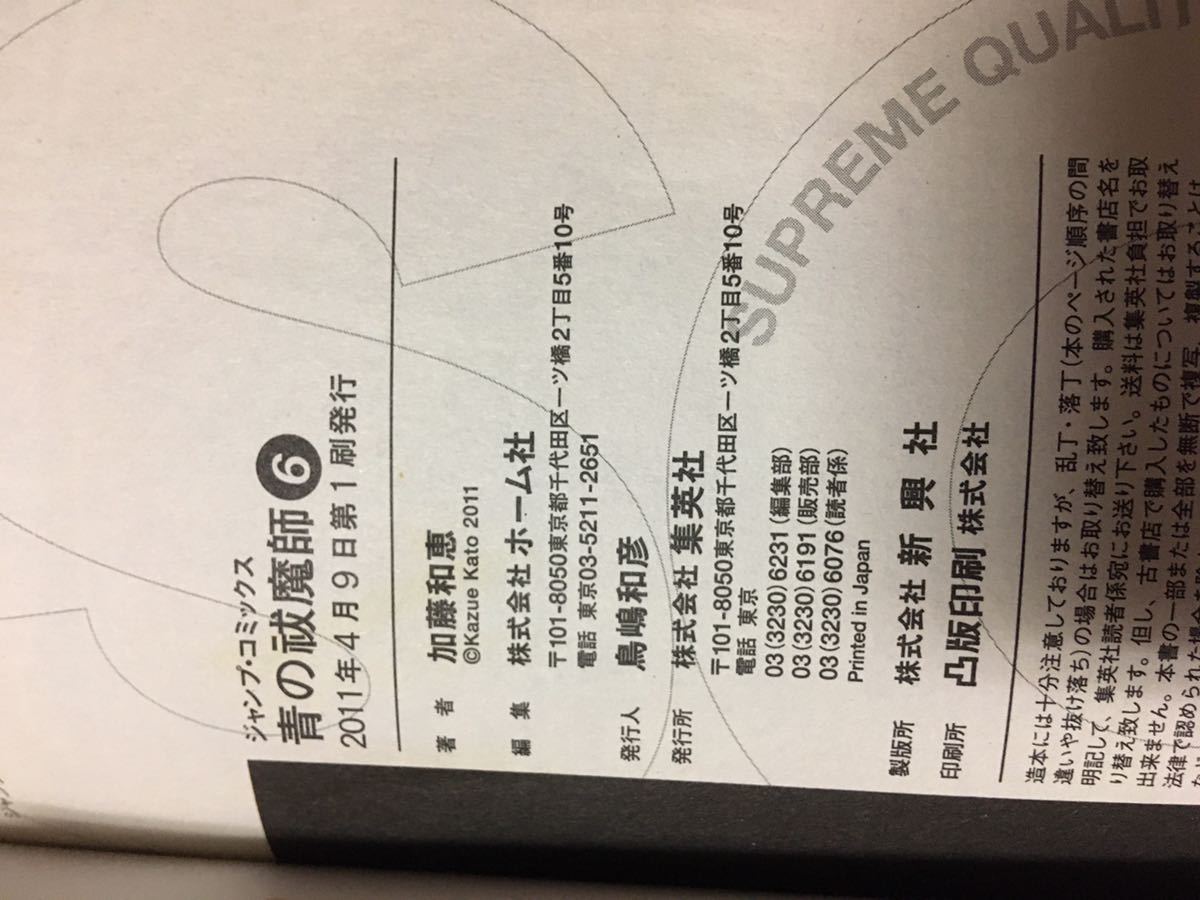 ジャンプ・コミックス
青の祓魔師 6
2011年4月9日第1刷発行
著者 加藤和恵
©Kazue Kato 2011
編集 株式会社 ホーム社
〒101-8050東京都千代田区一ツ橋2丁目5番10号
電話 東京03-5211-2651
発行人 鳥嶋和彦
発行所 株式会社 集英社
〒101-8050東京都千代田区一ツ橋2丁目5番10号
電話 東京
03(3230)6231(編集部)
03(3230)6191(販売部)
03(3230)6076(読者係)
Printed in Japan
製版所 株式会社 新興社
印刷所 凸版印刷 株式会社
造本には十分注意しておりますが、乱丁・落丁(本のページ順序の間
違いや抜け落ち)の場合はお取り替え致します。購入された書店名を
明記して、集英社読者係宛にお送り下さい。送料は集英社負担でお取
り替え致します。但し、古書店で購入したものについてはお取り替え
出来ません。本書の一部または全部を無断で複写、複製することは
法律で認められた場合を
SUPREME QUALIT